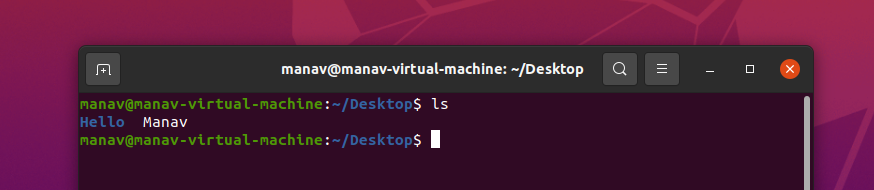 manav@manav-virtual-machine: ~/Desktop
manav@manav-virtual-machine:~/Desktop$ ls
Hello  Manav
manav@manav-virtual-machine:~/Desktop$